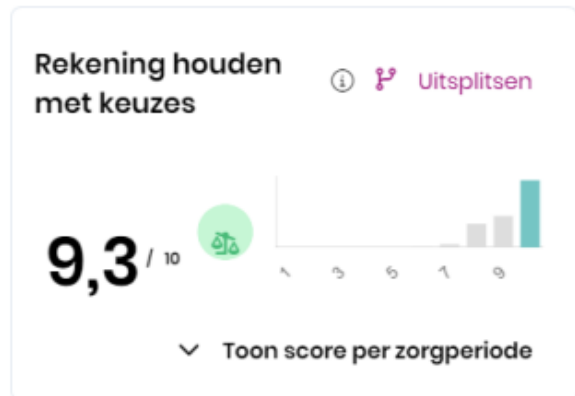 Rekening houden
met keuzes
Uitsplitsen
9,3 / 10
1 3 5 7 9
Toon score per zorgperiode